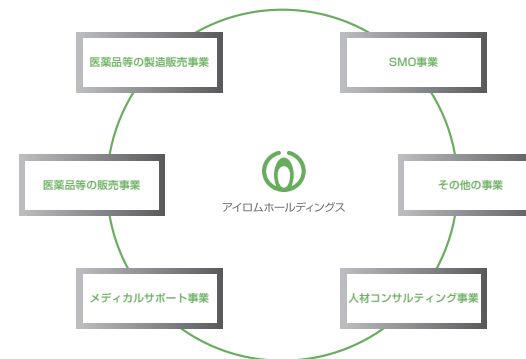 医薬品等の製造販売事業
SMO事業
医薬品等の販売事業
アイロムホールディングス
その他の事業
メディカルサポート事業
人材コンサルティング事業